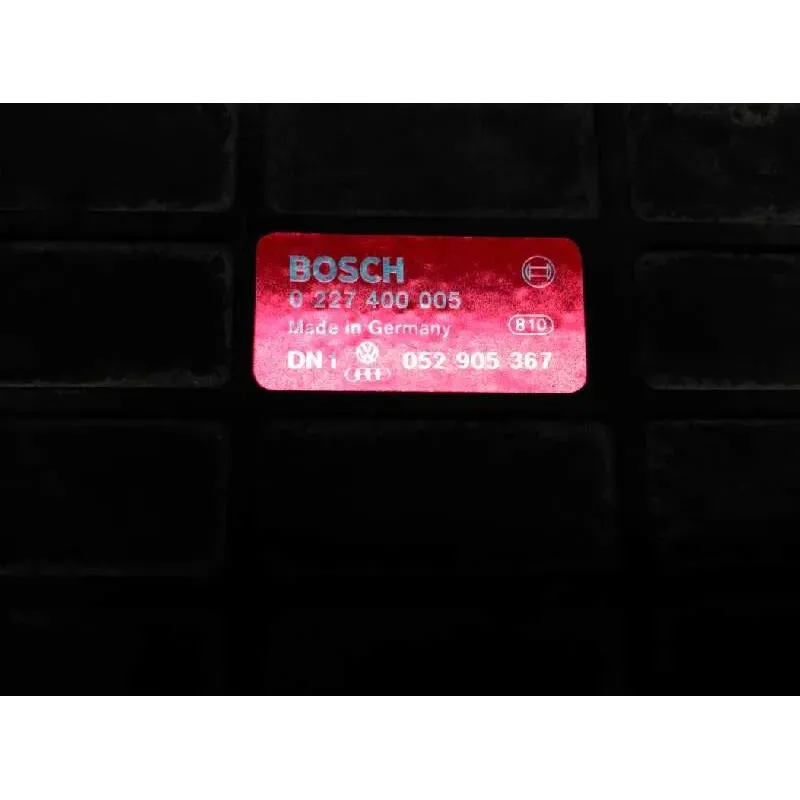 BOSCH
0 227 400 005
Made in Germany
810
DN i 052 905 367